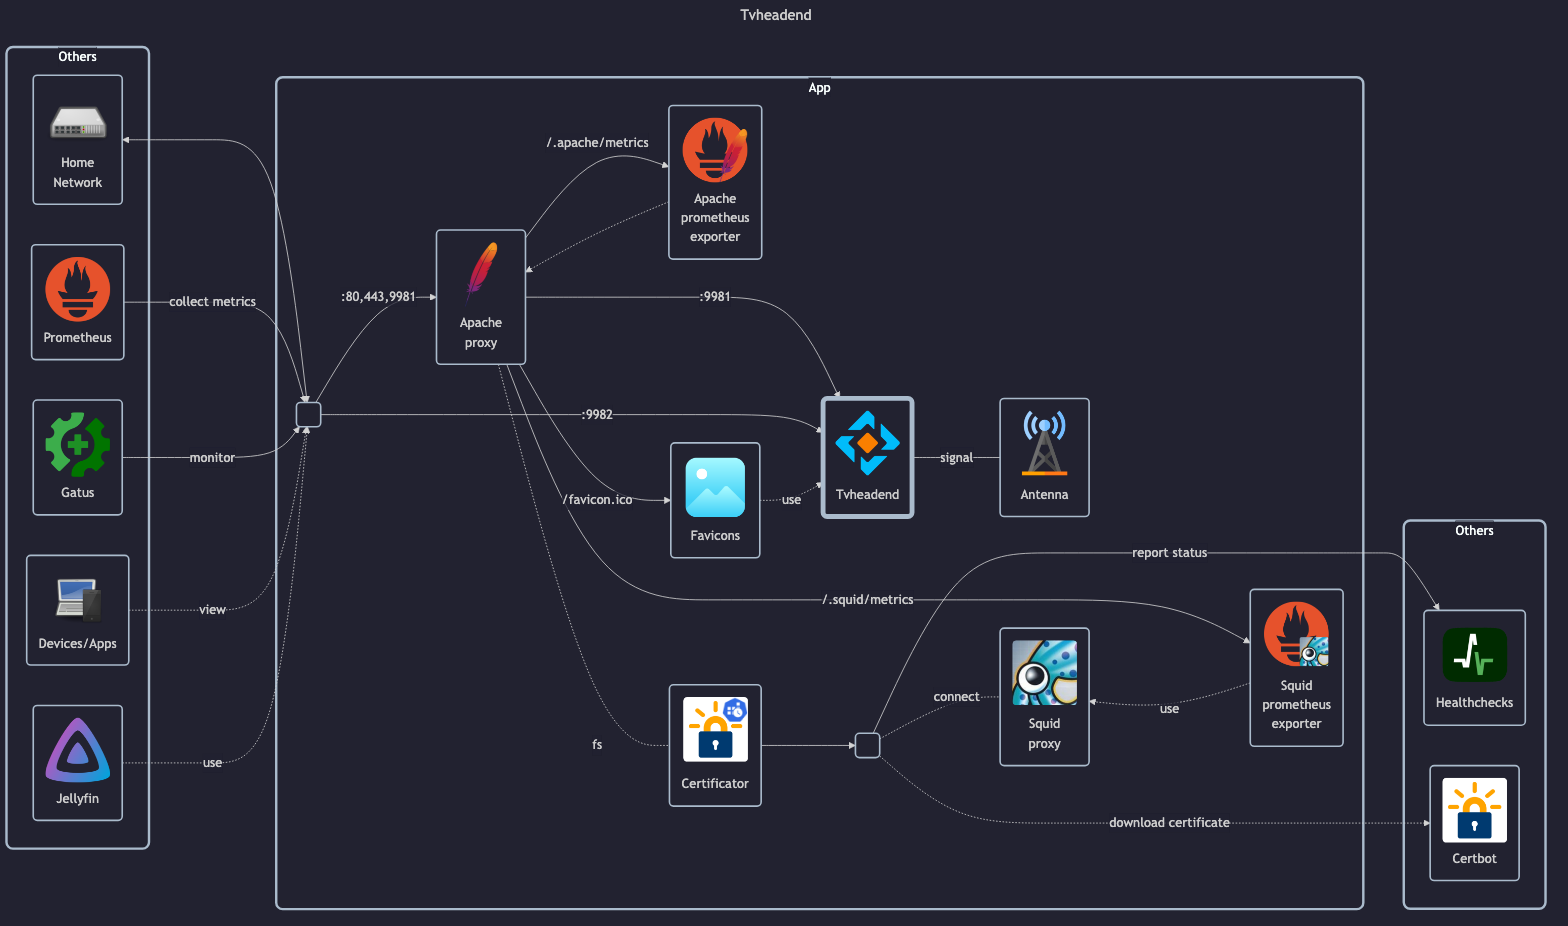 Tvheadend
Others
Home
Network
Prometheus
Gatus
Devices/Apps
Jellyfin
collect metrics
monitor
view
use
App
:80,443,9981
Apache
proxy
/.apache/metrics
Apache
prometheus
exporter
:9981
:9982
/favicon.ico
Favicons
use
Tvheadend
signal
Antenna
/.squid/metrics
fs
Certificator
connect
Squid
proxy
use
Squid
prometheus
exporter
report status
download certificate
Others
Healthchecks
Certbot